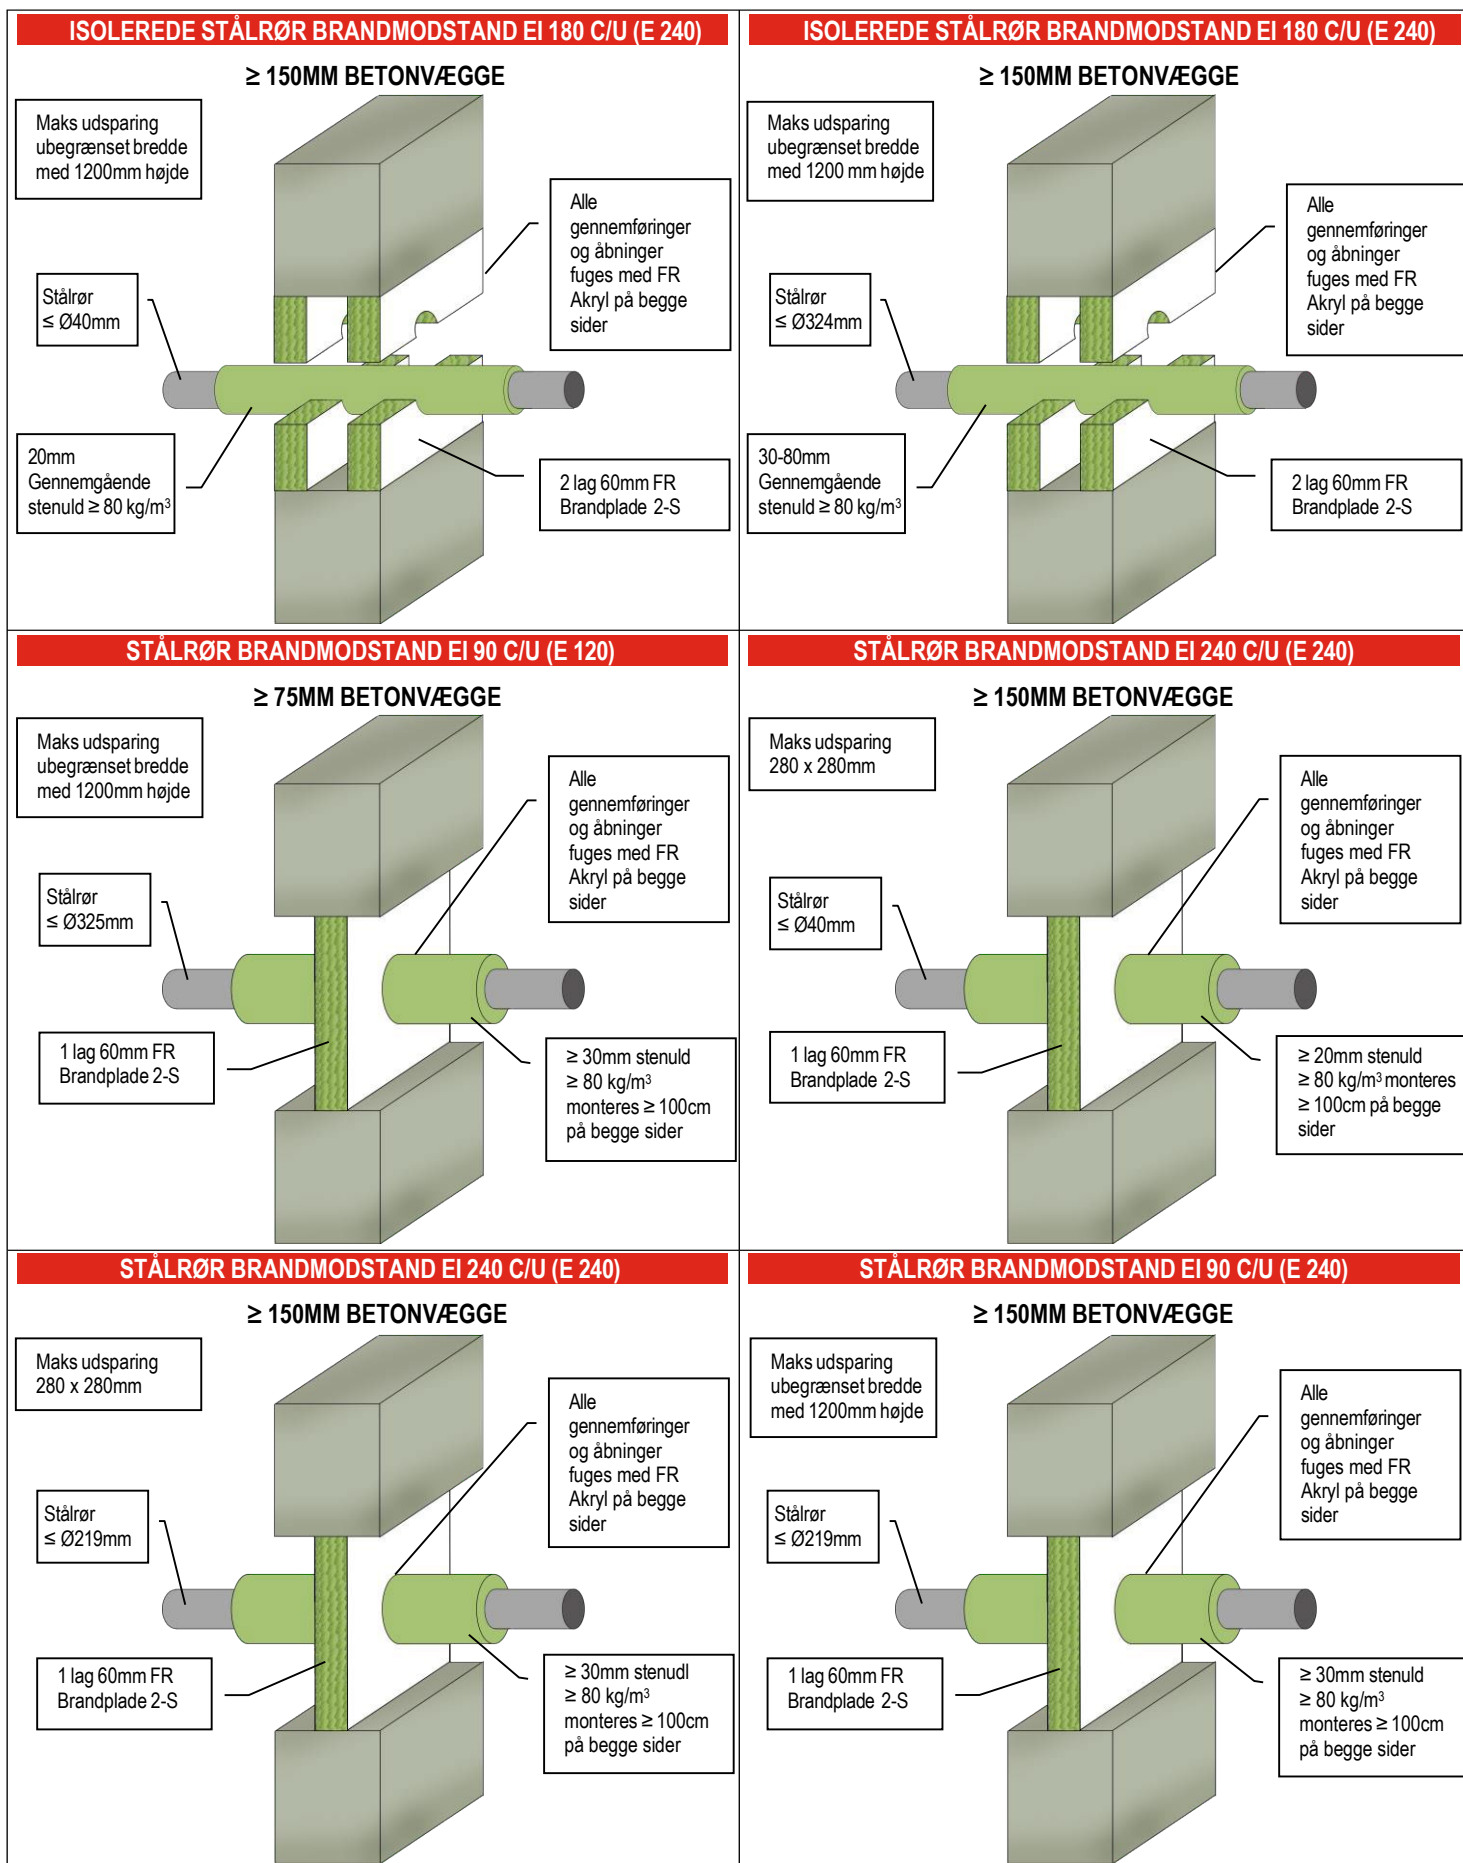 ISOLEREDE STÅLRØR BRANDMODSTAND EI 180 C/U (E 240)
≥ 150MM BETONVÆGGE
Maks udsparing
ubegrænset bredde
med 1200mm højde
Alle
gennemføringer
og åbninger
fuges med FR
Akryl på begge
sider
Stålrør
≤ Ø40mm
20mm
Gennemgående
stenuld ≥ 80 kg/m³
2 lag 60mm FR
Brandplade 2-S
ISOLEREDE STÅLRØR BRANDMODSTAND EI 180 C/U (E 240)
≥ 150MM BETONVÆGGE
Maks udsparing
ubegrænset bredde
med 1200 mm højde
Alle
gennemføringer
og åbninger
fuges med FR
Akryl på begge
sider
Stålrør
≤ Ø324mm
30-80mm
Gennemgående
stenuld ≥ 80 kg/m³
2 lag 60mm FR
Brandplade 2-S
STÅLRØR BRANDMODSTAND EI 90 C/U (E 120)
≥ 75MM BETONVÆGGE
Maks udsparing
ubegrænset bredde
med 1200mm højde
Alle
gennemføringer
og åbninger
fuges med FR
Akryl på begge
sider
Stålrør
≤ Ø325mm
1 lag 60mm FR
Brandplade 2-S
≥ 30mm stenuld
≥ 80 kg/m³
monteres ≥ 100cm
på begge sider
STÅLRØR BRANDMODSTAND EI 240 C/U (E 240)
≥ 150MM BETONVÆGGE
Maks udsparing
280 x 280mm
Alle
gennemføringer
og åbninger
fuges med FR
Akryl på begge
sider
Stålrør
≤ Ø40mm
1 lag 60mm FR
Brandplade 2-S
≥ 20mm stenuld
≥ 80 kg/m³ monteres
≥ 100cm på begge
sider
STÅLRØR BRANDMODSTAND EI 240 C/U (E 240)
≥ 150MM BETONVÆGGE
Maks udsparing
280 x 280mm
Alle
gennemføringer
og åbninger
fuges med FR
Akryl på begge
sider
Stålrør
≤ Ø219mm
1 lag 60mm FR
Brandplade 2-S
≥ 30mm stenudl
≥ 80 kg/m³
monteres ≥ 100cm
på begge sider
STÅLRØR BRANDMODSTAND EI 90 C/U (E 240)
≥ 150MM BETONVÆGGE
Maks udsparing
ubegrænset bredde
med 1200mm højde
Alle
gennemføringer
og åbninger
fuges med FR
Akryl på begge
sider
Stålrør
≤ Ø219mm
1 lag 60mm FR
Brandplade 2-S
≥ 30mm stenuld
≥ 80 kg/m³
monteres ≥ 100cm
på begge sider